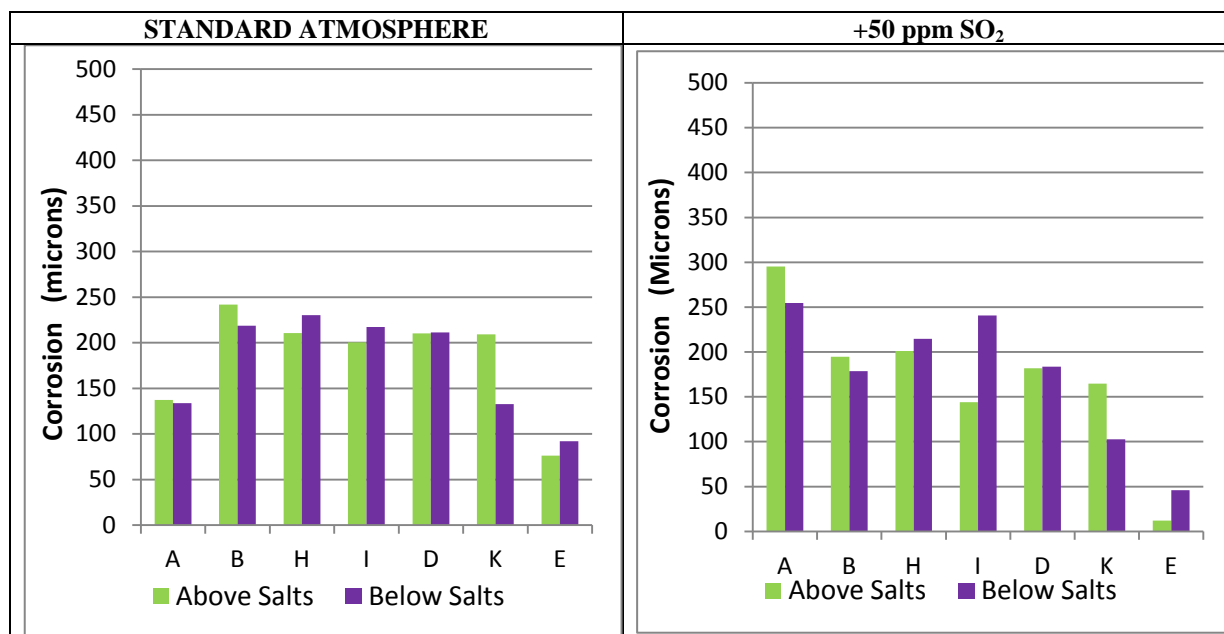 STANDARD ATMOSPHERE
+50 ppm SO₂
Corrosion (microns)
500
450
400
350
300
250
200
150
100
50
0
A B H I D K E
Above Salts Below Salts
Corrosion (Microns)
500
450
400
350
300
250
200
150
100
50
0
A B H I D K E
Above Salts Below Salts